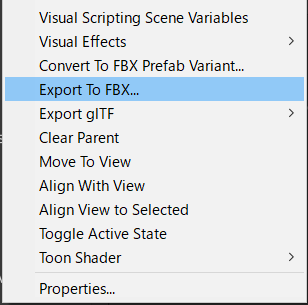 Visual Scripting Scene Variables
Visual Effects
Convert To FBX Prefab Variant...
Export To FBX...
Export glTF
Clear Parent
Move To View
Align With View
Align View to Selected
Toggle Active State
Toon Shader
Properties...